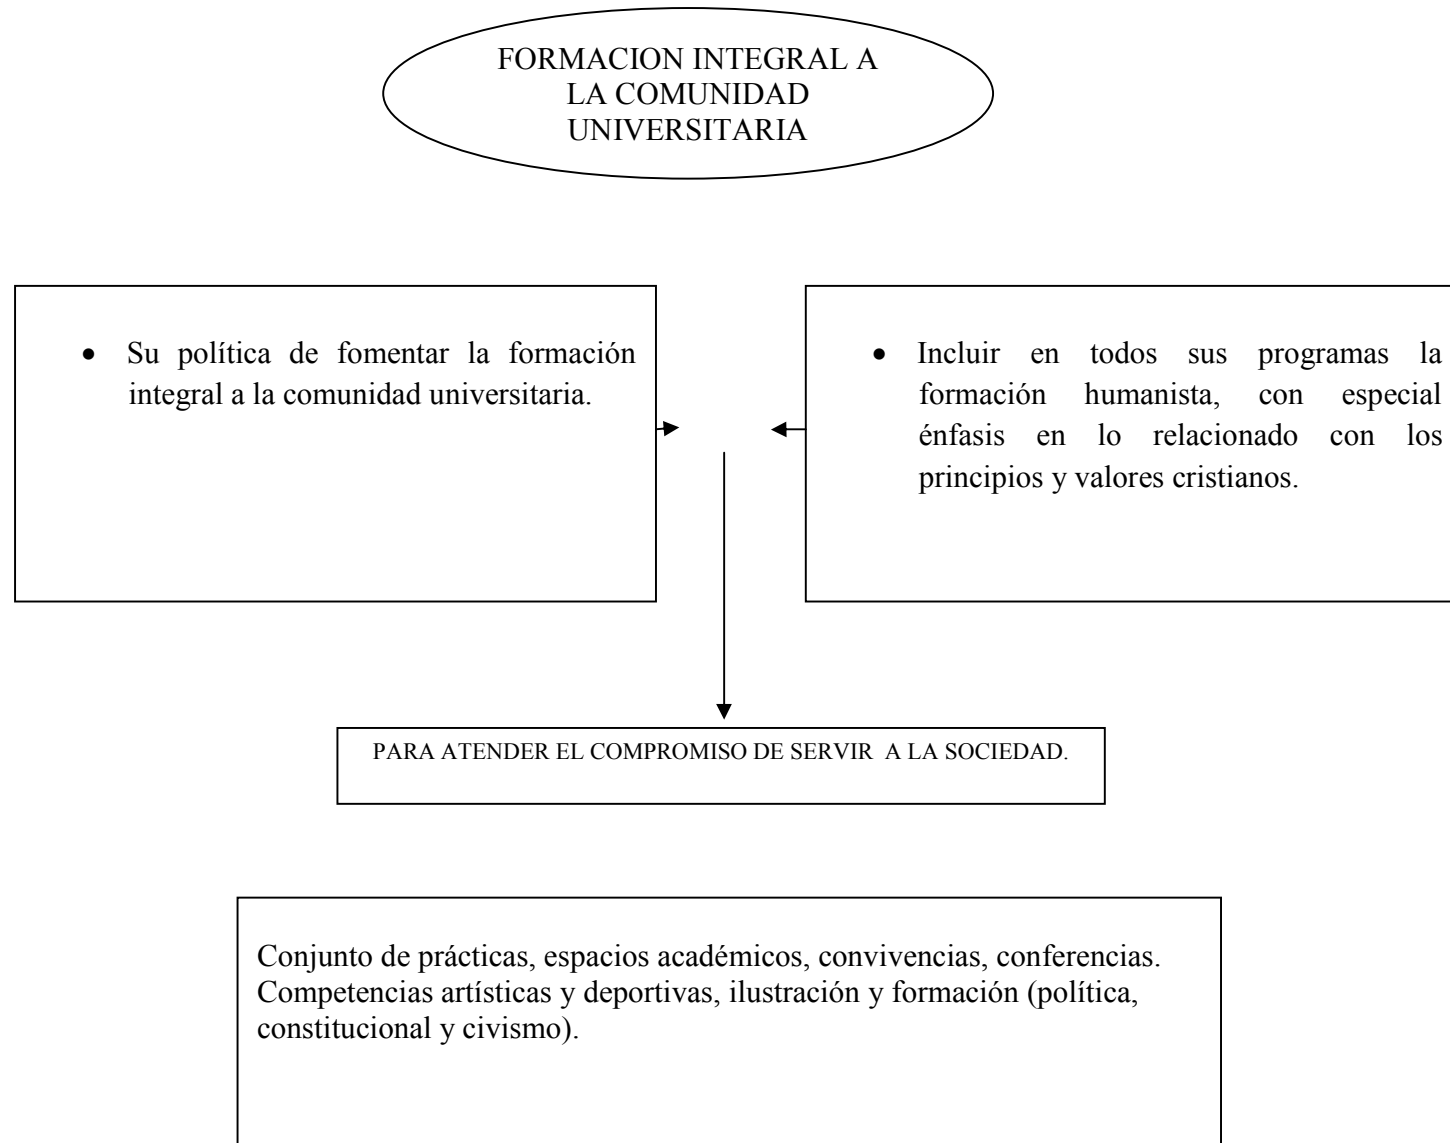 FORMACION INTEGRAL A
LA COMUNIDAD
UNIVERSITARIA
• Su política de fomentar la formación
integral a la comunidad universitaria.
• Incluir en todos sus programas la
formación humanista, con especial
énfasis en lo relacionado con los
principios y valores cristianos.
PARA ATENDER EL COMPROMISO DE SERVIR A LA SOCIEDAD.
Conjunto de prácticas, espacios académicos, convivencias, conferencias.
Competencias artísticas y deportivas, ilustración y formación (política,
constitucional y civismo).